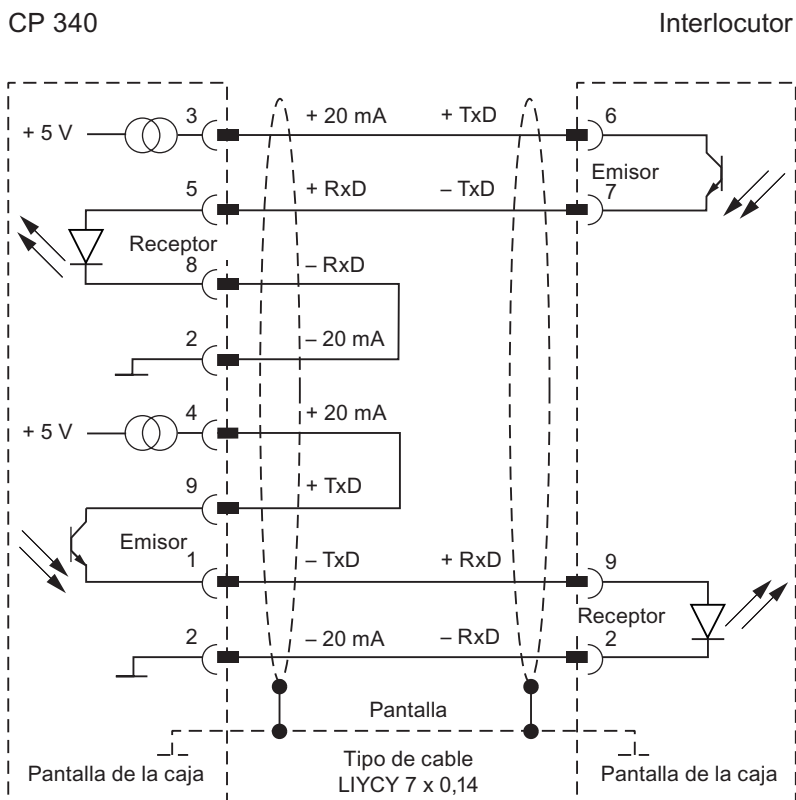 CP 340 Interlocutor
3 + 20 mA + TxD 6
+ 5 V
Emisor
5 + RxD – TxD 7
Receptor
8 – RxD
2 – 20 mA
4 + 20 mA
+ 5 V
9 + TxD
Emisor
1 – TxD + RxD 9
Receptor
2 – 20 mA – RxD 2
Pantalla
Pantalla de la caja Tipo de cable Pantalla de la caja
LIYCY 7 x 0,14